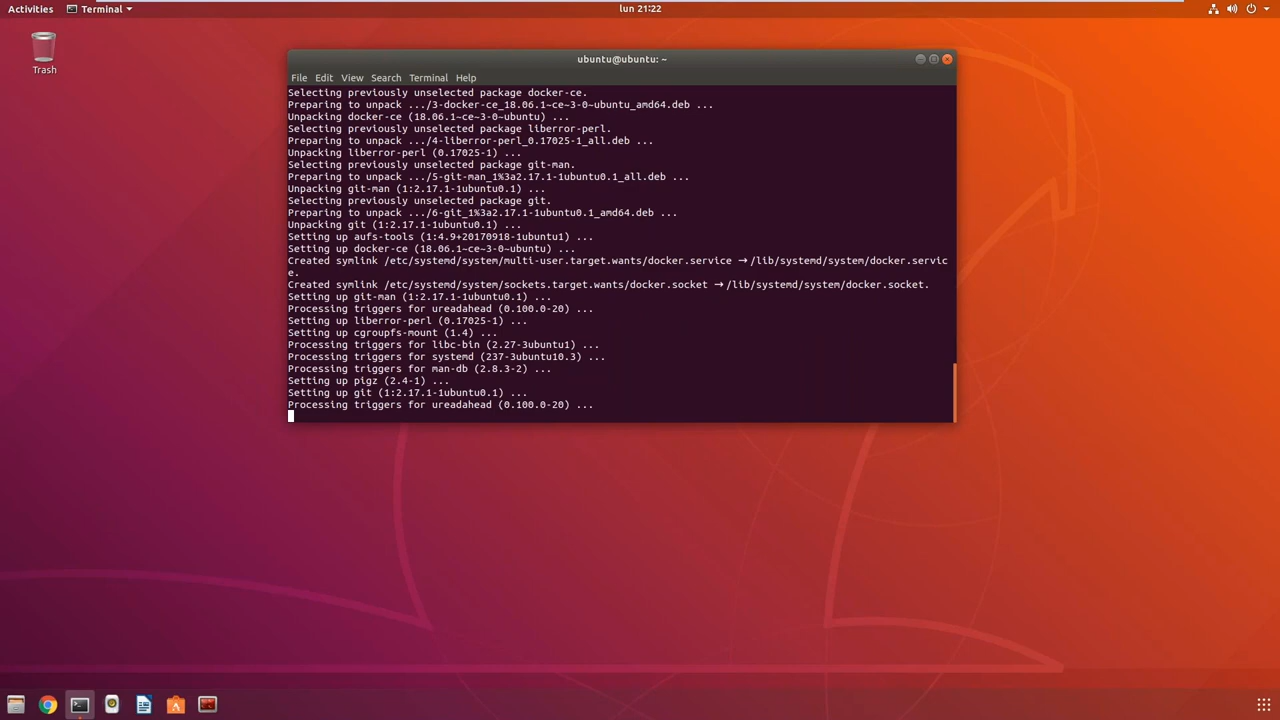 Activities
Terminal
lun 21:22
Trash
ubuntu@ubuntu: ~
File Edit View Search Terminal Help
Selecting previously unselected package docker-ce.
Preparing to unpack .../3-docker-ce_18.06.1~ce~3-0~ubuntu_amd64.deb ...
Unpacking docker-ce (18.06.1~ce~3-0~ubuntu) ...
Selecting previously unselected package liberror-perl.
Preparing to unpack .../4-liberror-perl_0.17025-1_all.deb ...
Unpacking liberror-perl (0.17025-1) ...
Selecting previously unselected package git-man.
Preparing to unpack .../5-git-man_1%3a2.17.1-1ubuntu0.1_all.deb ...
Unpacking git-man (1:2.17.1-1ubuntu0.1) ...
Selecting previously unselected package git.
Preparing to unpack .../6-git_1%3a2.17.1-1ubuntu0.1_amd64.deb ...
Unpacking git (1:2.17.1-1ubuntu0.1) ...
Setting up aufs-tools (1:4.9+20170918-1ubuntu1) ...
Setting up docker-ce (18.06.1~ce~3-0~ubuntu) ...
Created symlink /etc/systemd/system/multi-user.target.wants/docker.service → /lib/systemd/system/docker.servic
e.
Created symlink /etc/systemd/system/sockets.target.wants/docker.socket → /lib/systemd/system/docker.socket.
Setting up git-man (1:2.17.1-1ubuntu0.1) ...
Processing triggers for ureadahead (0.100.0-20) ...
Setting up liberror-perl (0.17025-1) ...
Setting up cgroupfs-mount (1.4) ...
Processing triggers for libc-bin (2.27-3ubuntu1) ...
Processing triggers for systemd (237-3ubuntu10.3) ...
Processing triggers for man-db (2.8.3-2) ...
Setting up pigz (2.4-1) ...
Setting up git (1:2.17.1-1ubuntu0.1) ...
Processing triggers for ureadahead (0.100.0-20) ...